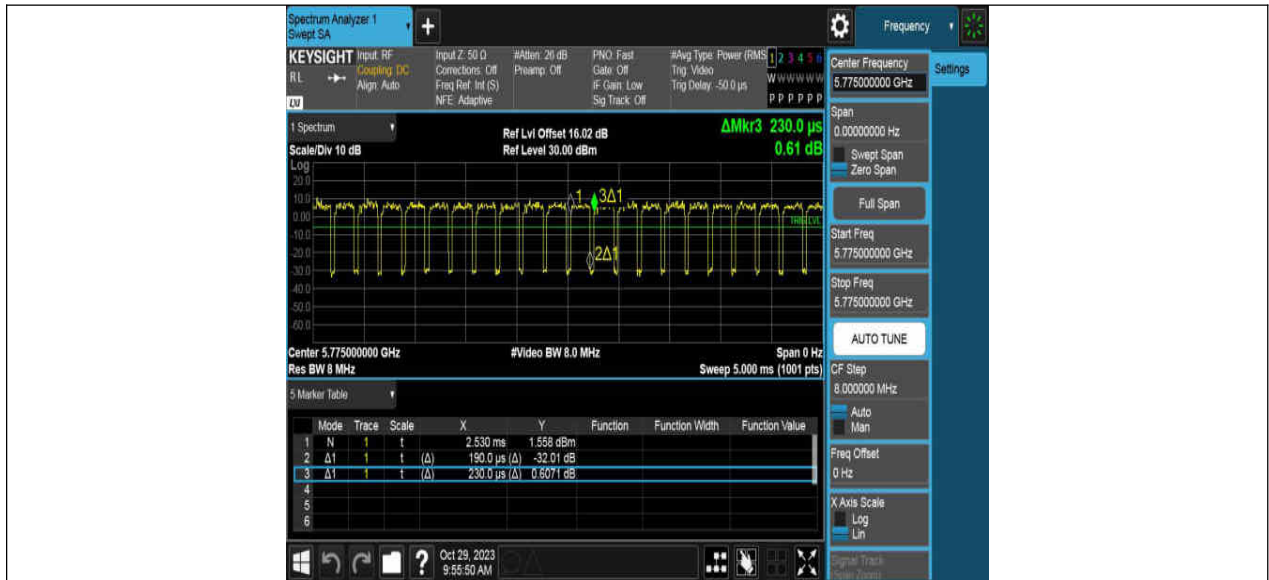 Spectrum Analyzer 1
Swept SA
+
Frequency
KEYSIGHT
RL
Input: RF
Coupling: DC
Align: Auto
Input Z: 50 Ω
Corrections: Off
Freq Ref: Int (S)
NFE: Adaptive
#Atten: 26 dB
Preamp: Off
PNO: Fast
Gate: Off
IF Gain: Low
Sig Track: Off
#Avg Type: Power (RMS
Trig: Video
Trig Delay: -50.0 µs
1 2 3 4 5 6
W W W W W W
P P P P P P
1 Spectrum
Scale/Div 10 dB
Ref Lvl Offset 16.02 dB
Ref Level 30.00 dBm
ΔMkr3 230.0 µs
0.61 dB
Log
20.0
10.0
0.00
-10.0
-20.0
-30.0
-40.0
-50.0
-60.0
1
3Δ1
2Δ1
TRIG LVL
Center 5.775000000 GHz
Res BW 8 MHz
#Video BW 8.0 MHz
Span 0 Hz
Sweep 5.000 ms (1001 pts)
5 Marker Table
Mode Trace Scale X Y Function Function Width Function Value
1 N 1 t 2.530 ms 1.558 dBm
2 Δ1 1 t (Δ) 190.0 µs (Δ) -32.01 dB
3 Δ1 1 t (Δ) 230.0 µs (Δ) 0.6071 dB
4
5
6
?
Oct 29, 2023
9:55:50 AM
Center Frequency
5.775000000 GHz
Settings
Span
0.00000000 Hz
Swept Span
Zero Span
Full Span
Start Freq
5.775000000 GHz
Stop Freq
5.775000000 GHz
AUTO TUNE
CF Step
8.000000 MHz
Auto
Man
Freq Offset
0 Hz
X Axis Scale
Log
Lin
Signal Track
(Span Zoom)